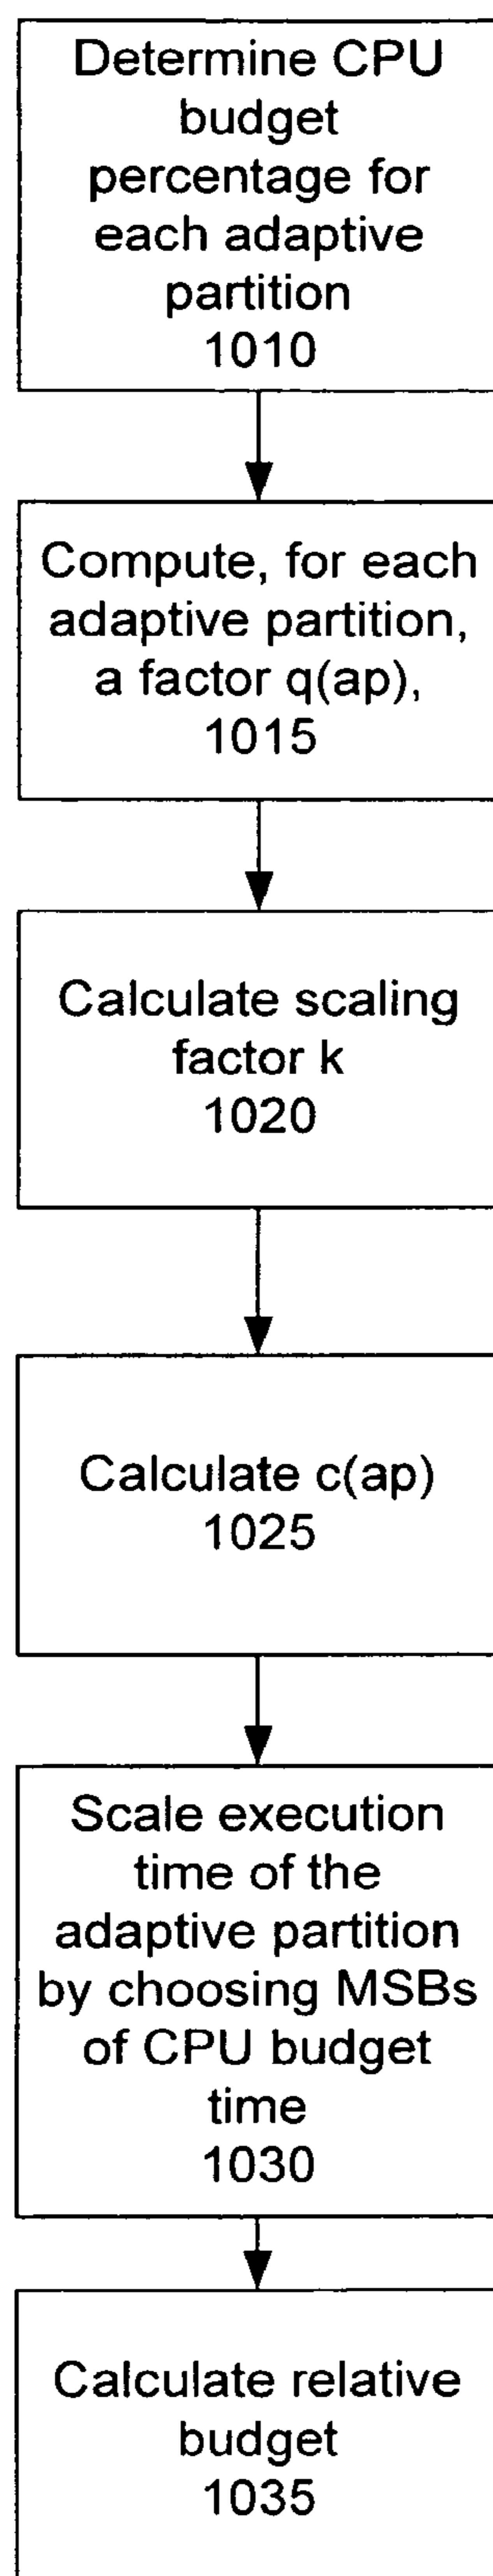 Determine CPU
budget
percentage for
each adaptive
partition
1010
Compute, for each
adaptive partition,
a factor q(ap),
1015
Calculate scaling
factor k
1020
Calculate c(ap)
1025
Scale execution
time of the
adaptive partition
by choosing MSBs
of CPU budget
time
1030
Calculate relative
budget
1035